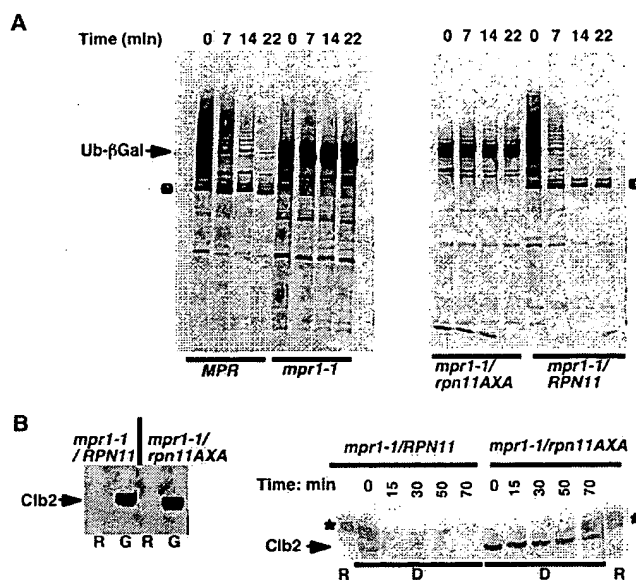 A
Time (min) 0 7 14 22 0 7 14 22 0 7 14 22 0 7 14 22
Ub-βGal
MPR mpr1-1 mpr1-1/rpn11AXA mpr1-1/RPN11
B
mpr1-1/RPN11 mpr1-1/rpn11AXA
Clb2
R G R G
mpr1-1/RPN11 mpr1-1/rpn11AXA
Time: min 0 15 30 50 70 0 15 30 50 70
*
*
Clb2
R D D R